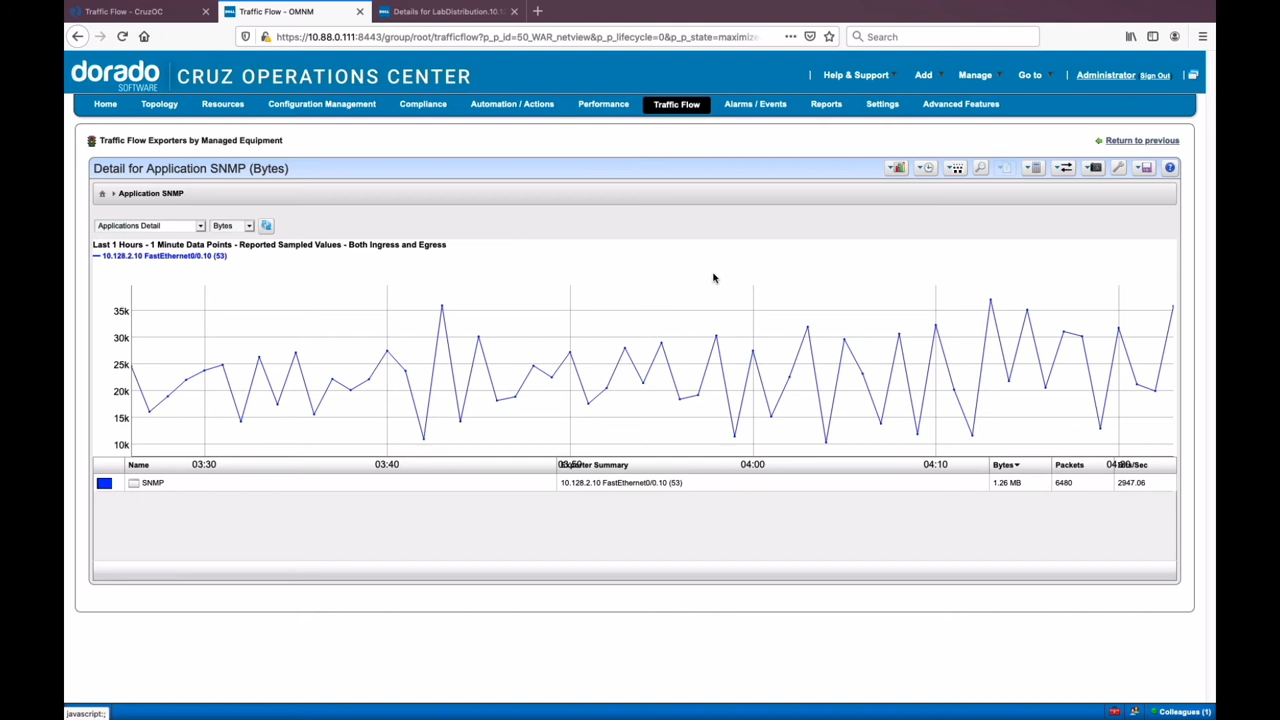 Traffic Flow - CruzOC
Traffic Flow - OMNM
Details for LabDistribution.10.1
https://10.88.0.111:8443/group/root/trafficflow?p_p_id=50_WAR_netview&p_p_lifecycle=0&p_p_state=maximize
Search
dorado
SOFTWARE
CRUZ OPERATIONS CENTER
Help & Support
Add
Manage
Go to
Administrator
Sign Out
Home
Topology
Resources
Configuration Management
Compliance
Automation / Actions
Performance
Traffic Flow
Alarms / Events
Reports
Settings
Advanced Features
Traffic Flow Exporters by Managed Equipment
Return to previous
Detail for Application SNMP (Bytes)
Application SNMP
Applications Detail
Bytes
Last 1 Hours - 1 Minute Data Points - Reported Sampled Values - Both Ingress and Egress
10.128.2.10 FastEthernet0/0.10 (53)
35k
30k
25k
20k
15k
10k
03:30
03:40
04:00
04:10
Name
Summary
Bytes
Packets
SNMP
10.128.2.10 FastEthernet0/0.10 (53)
1.26 MB
6480
2947.06
javascript:;
Colleagues (1)